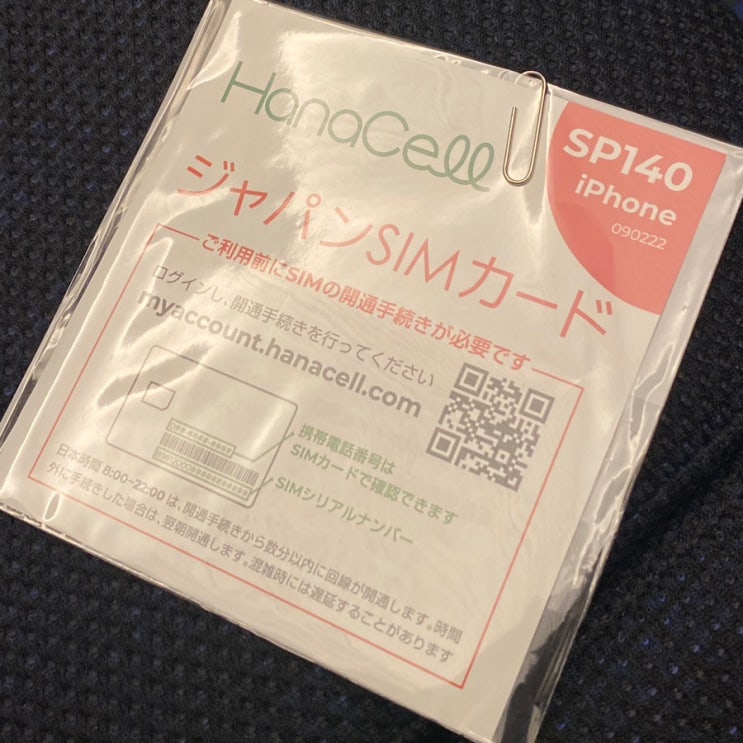 HanaCell
SP140
iPhone
090222
ジャパンSIMカード
ご利用前にSIMの開通手続きが必要です
ログインし、開通手続きを行ってください
myaccount.hanacell.com
携帯電話番号は
SIMカードで確認できます
SIMシリアルナンバー
日本時間 8:00~22:00 は、開通手続きから数分以内に回線が開通します。時間
外に手続きした場合は、翌朝開通します。混雑時には遅延することがあります